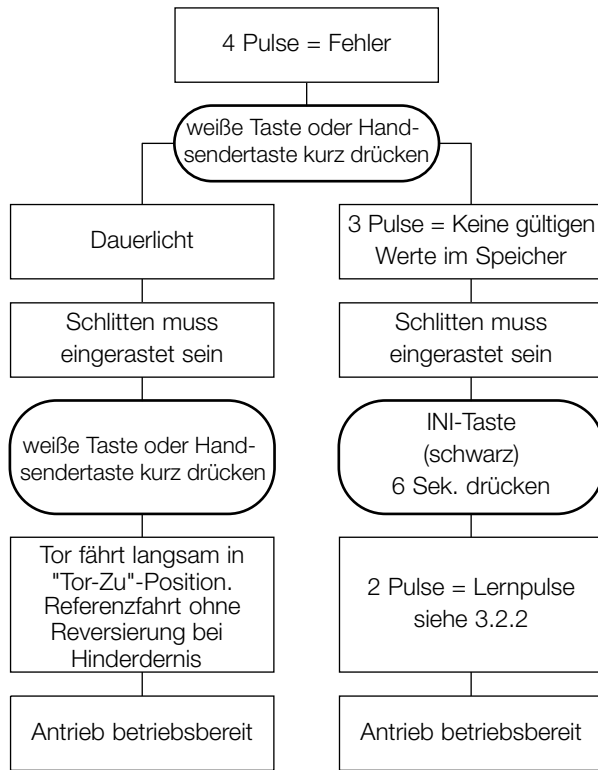 4 Pulse = Fehler
weiße Taste oder Hand-
sendertaste kurz drücken
Dauerlicht
Schlitten muss
eingerastet sein
weiße Taste oder Hand-
sendertaste kurz drücken
Tor fährt langsam in
"Tor-Zu"-Position.
Referenzfahrt ohne
Reversierung bei
Hinderdernis
Antrieb betriebsbereit
3 Pulse = Keine gültigen
Werte im Speicher
Schlitten muss
eingerastet sein
INI-Taste
(schwarz)
6 Sek. drücken
2 Pulse = Lernpulse
siehe 3.2.2
Antrieb betriebsbereit